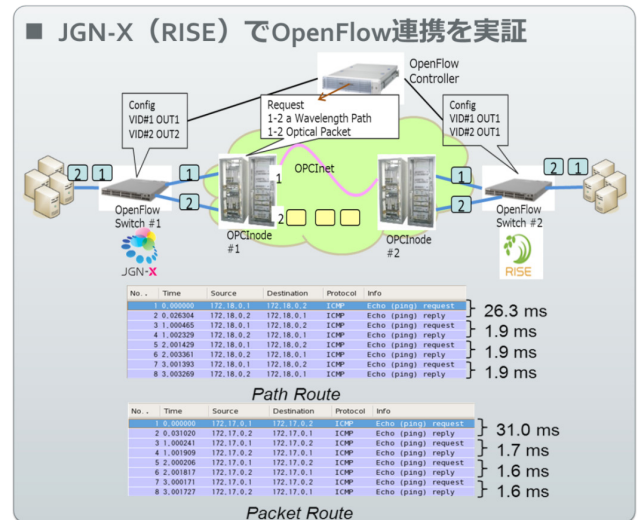 ■ JGN-X（RISE）でOpenFlow連携を実証
OpenFlow
Controller
Config
VID#1 OUT1
VID#2 OUT2
Request
1-2 a Wavelength Path
1-2 Optical Packet
Config
VID#1 OUT1
VID#2 OUT1
OPCInet
2 1
1
1
1
2 1
2
2
2
OpenFlow
Switch #1
OPCInode
#1
OPCInode
#2
OpenFlow
Switch #2
JGN-X
RISE
No. . Time Source Destination Protocol Info
1 0.000000 172.18.0.1 172.18.0.2 ICMP Echo (ping) request
2 0.026304 172.18.0.2 172.18.0.1 ICMP Echo (ping) reply
3 1.000465 172.18.0.1 172.18.0.2 ICMP Echo (ping) request
4 1.002329 172.18.0.2 172.18.0.1 ICMP Echo (ping) reply
5 2.001429 172.18.0.1 172.18.0.2 ICMP Echo (ping) request
6 2.003361 172.18.0.2 172.18.0.1 ICMP Echo (ping) reply
7 3.001393 172.18.0.1 172.18.0.2 ICMP Echo (ping) request
8 3.003269 172.18.0.2 172.18.0.1 ICMP Echo (ping) reply
26.3 ms
1.9 ms
1.9 ms
1.9 ms
Path Route
No. . Time Source Destination Protocol Info
1 0.000000 172.17.0.1 172.17.0.2 ICMP Echo (ping) request
2 0.031020 172.17.0.2 172.17.0.1 ICMP Echo (ping) reply
3 1.000241 172.17.0.1 172.17.0.2 ICMP Echo (ping) request
4 1.001909 172.17.0.2 172.17.0.1 ICMP Echo (ping) reply
5 2.000206 172.17.0.1 172.17.0.2 ICMP Echo (ping) request
6 2.001817 172.17.0.2 172.17.0.1 ICMP Echo (ping) reply
7 3.000171 172.17.0.1 172.17.0.2 ICMP Echo (ping) request
8 3.001727 172.17.0.2 172.17.0.1 ICMP Echo (ping) reply
31.0 ms
1.7 ms
1.6 ms
1.6 ms
Packet Route